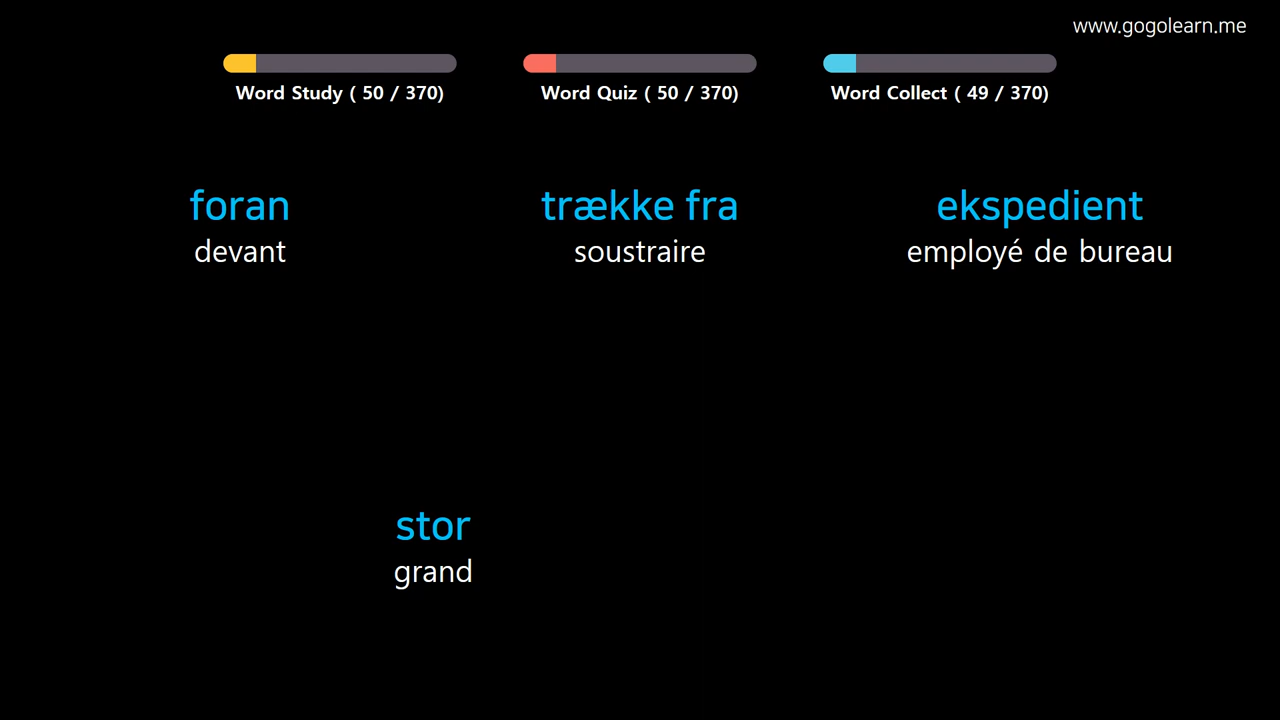 www.gogolearn.me
Word Study ( 50 / 370)
Word Quiz ( 50 / 370)
Word Collect ( 49 / 370)
foran
devant
trække fra
soustraire
ekspedient
employé de bureau
stor
grand